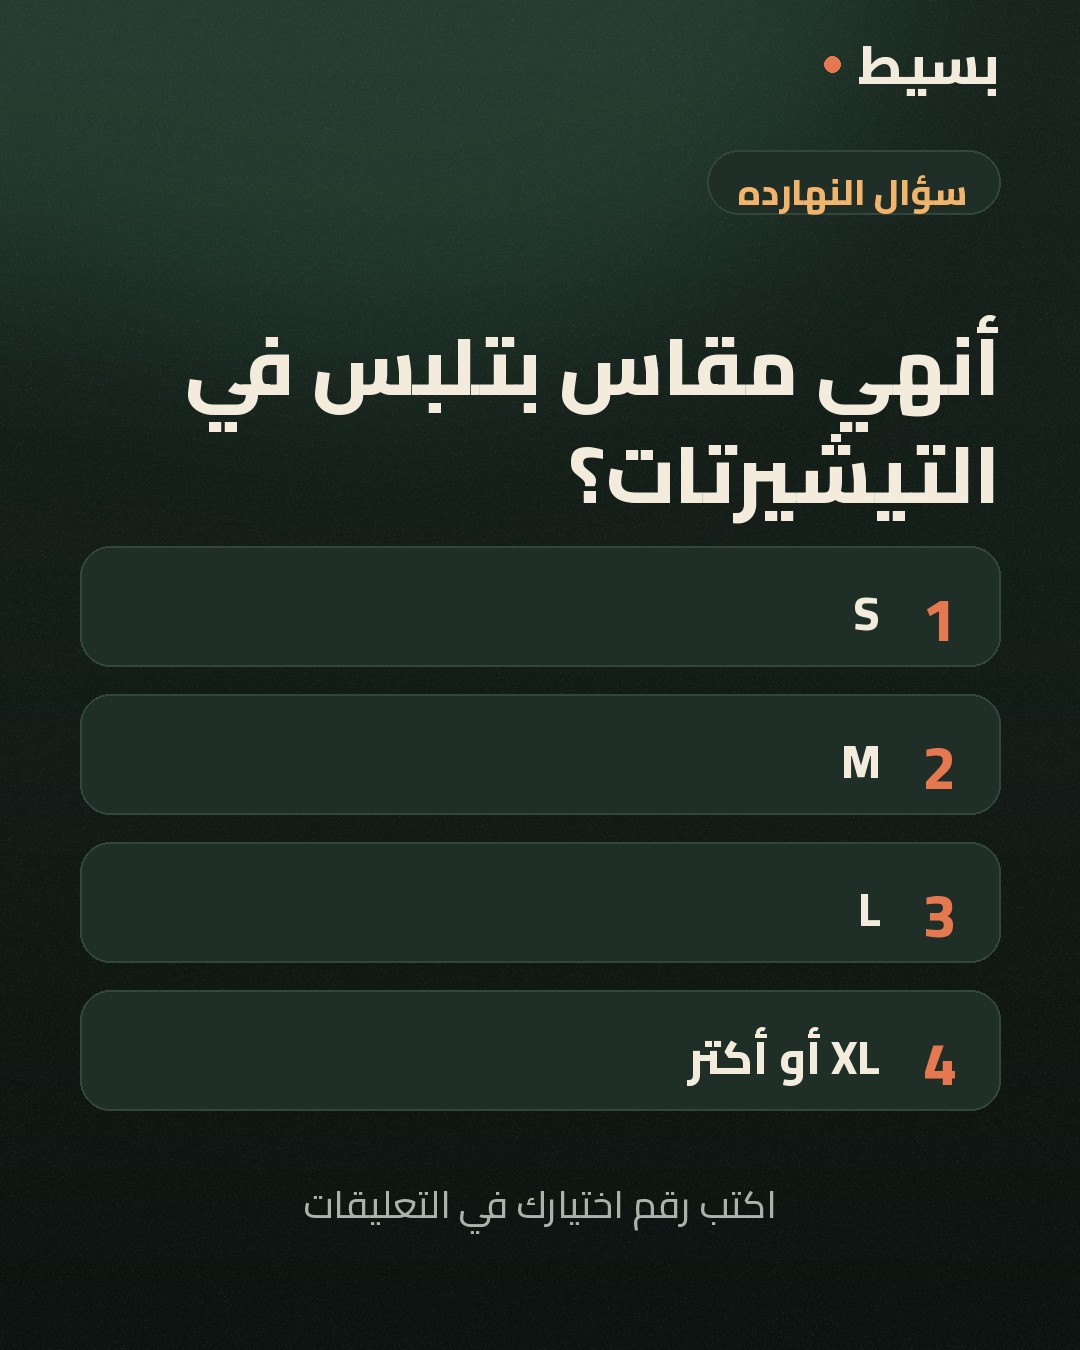 بسيط
سؤال النهارده
أنهي مقاس بتلبس في
التيشيرتات؟
1 S
2 M
3 L
4 XL أو أكتر
اكتب رقم اختيارك في التعليقات